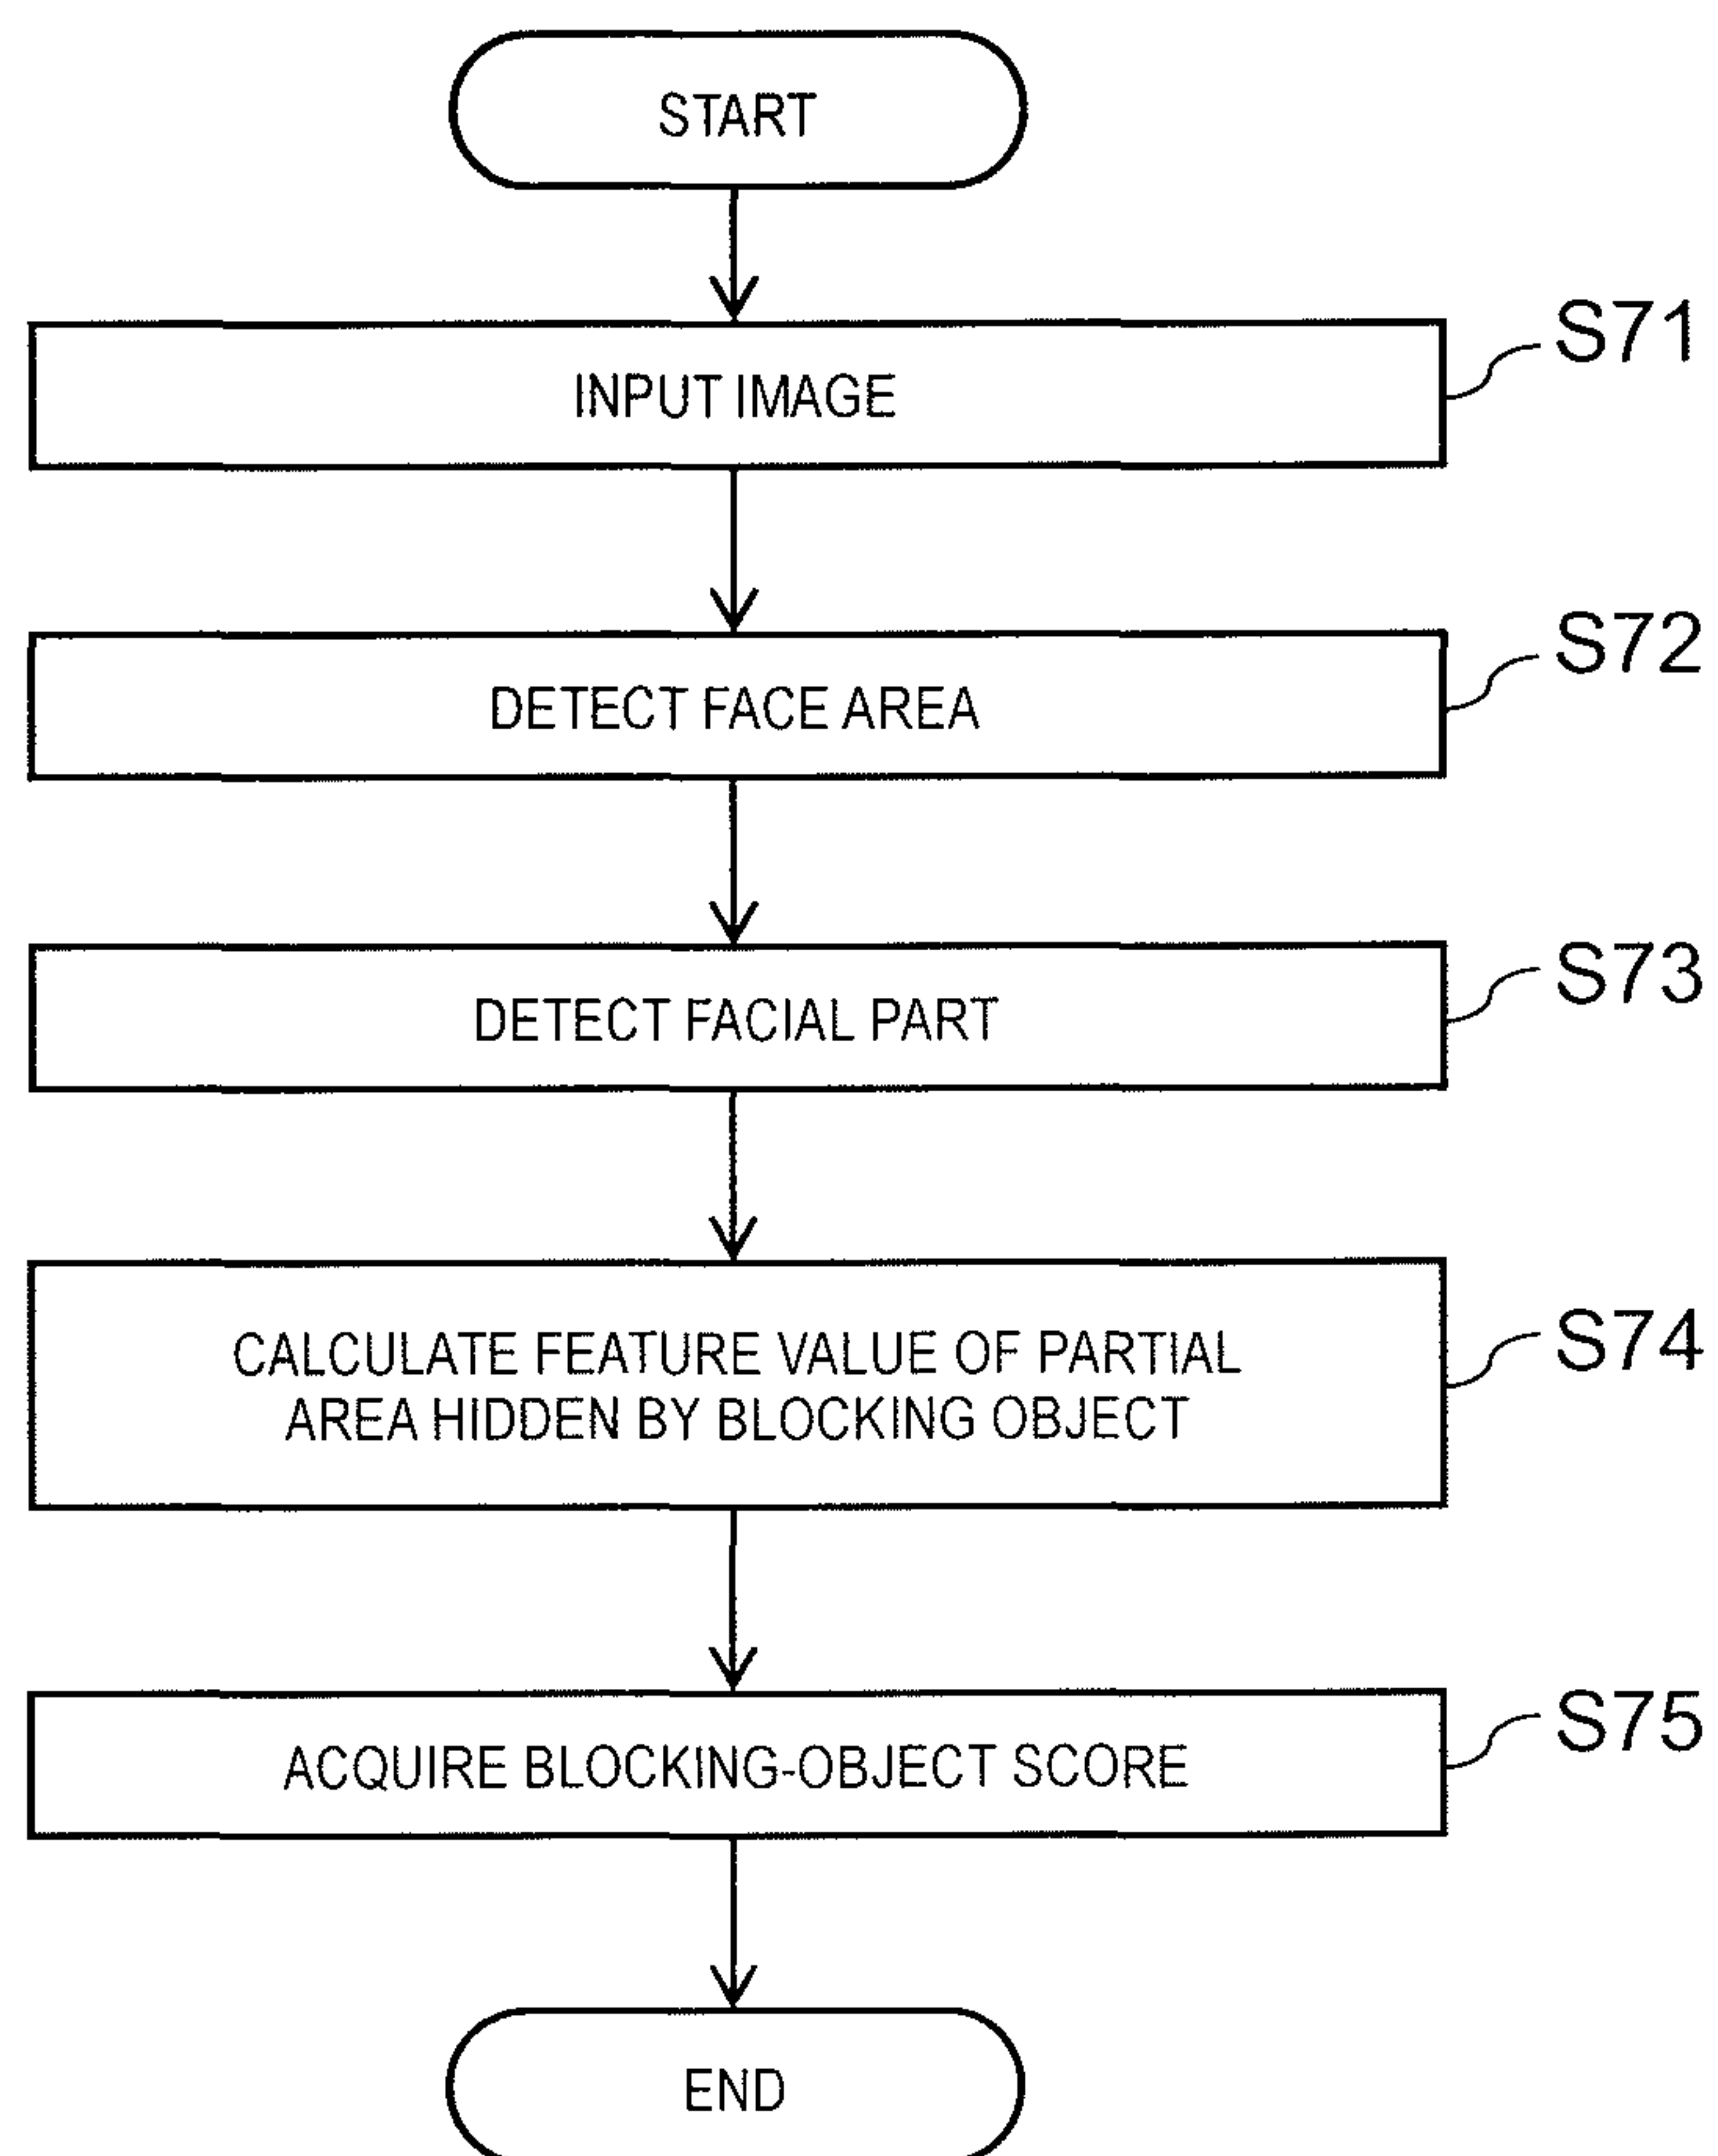 START
INPUT IMAGE
S71
DETECT FACE AREA
S72
DETECT FACIAL PART
S73
CALCULATE FEATURE VALUE OF PARTIAL
AREA HIDDEN BY BLOCKING OBJECT
S74
ACQUIRE BLOCKING-OBJECT SCORE
S75
END